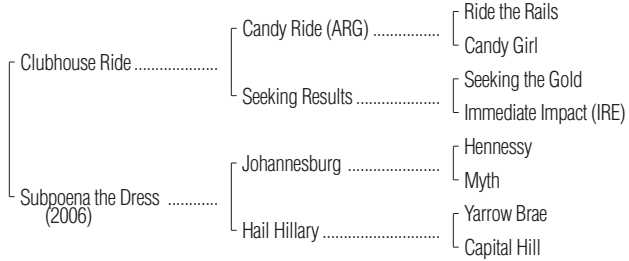 Ride the Rails
Candy Ride (ARG) ................
Candy Girl
Clubhouse Ride ....................
Seeking the Gold
Seeking Results ....................
Immediate Impact (IRE)
Hennessy
Johannesburg ......................
Myth
Subpoena the Dress ............
(2006)
Yarrow Brae
Hail Hillary ............................
Capital Hill